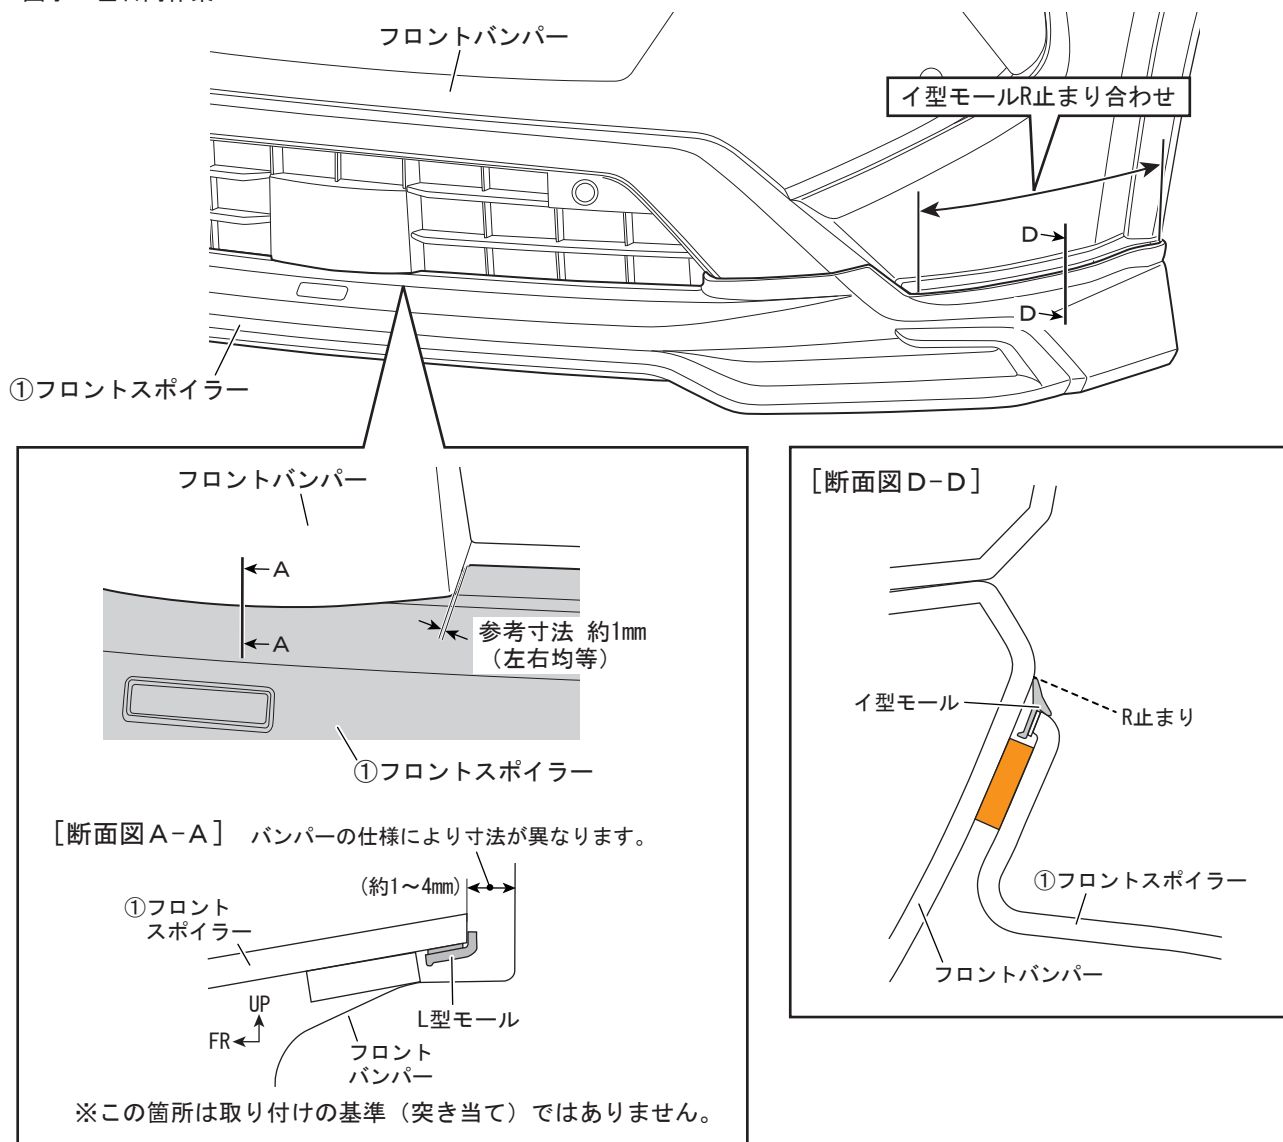 フロントバンパー
イ型モールR止まり合わせ
D
D
①フロントスポイラー
フロントバンパー
A
A
参考寸法 約1mm
（左右均等）
①フロントスポイラー
［断面図A-A］ バンパーの仕様により寸法が異なります。
(約1～4mm)
①フロント
スポイラー
UP
FR
L型モール
フロント
バンパー
※この箇所は取り付けの基準（突き当て）ではありません。
［断面図D-D］
イ型モール
R止まり
①フロントスポイラー
フロントバンパー